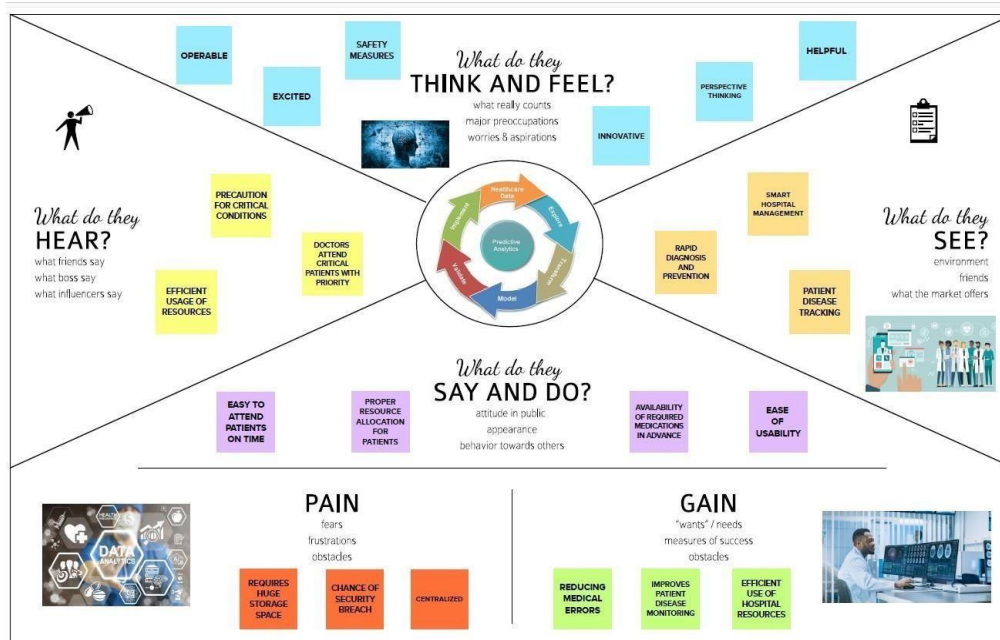 What do they
THINK AND FEEL?
what really counts
major preoccupations
worries & aspirations
OPERABLE
EXCITED
SAFETY
MEASURES
INNOVATIVE
PERSPECTIVE
THINKING
HELPFUL
What do they
HEAR?
what friends say
what boss say
what influencers say
PRECAUTION
FOR CRITICAL
CONDITIONS
DOCTORS
ATTEND
CRITICAL
PATIENTS WITH
PRIORITY
EFFICIENT
USAGE OF
RESOURCES
Healthcare
Data
Explore
Transform
Model
Validate
Implement
Predictive
Analytics
What do they
SEE?
environment
friends
what the market offers
SMART
HOSPITAL
MANAGEMENT
RAPID
DIAGNOSIS
AND
PREVENTION
PATIENT
DISEASE
TRACKING
What do they
SAY AND DO?
attitude in public
appearance
behavior towards others
EASY TO
ATTEND
PATIENTS
ON TIME
PROPER
RESOURCE
ALLOCATION
FOR
PATIENTS
AVAILABILITY
OF REQUIRED
MEDICATIONS
IN ADVANCE
EASE
OF
USABILITY
PAIN
fears
frustrations
obstacles
HEALTH
DATA
ANALYTICS
REQUIRES
HUGE
STORAGE
SPACE
CHANCE OF
SECURITY
BREACH
CENTRALIZED
GAIN
"wants" / needs
measures of success
obstacles
REDUCING
MEDICAL
ERRORS
IMPROVES
PATIENT
DISEASE
MONITORING
EFFICIENT
USE OF
HOSPITAL
RESOURCES